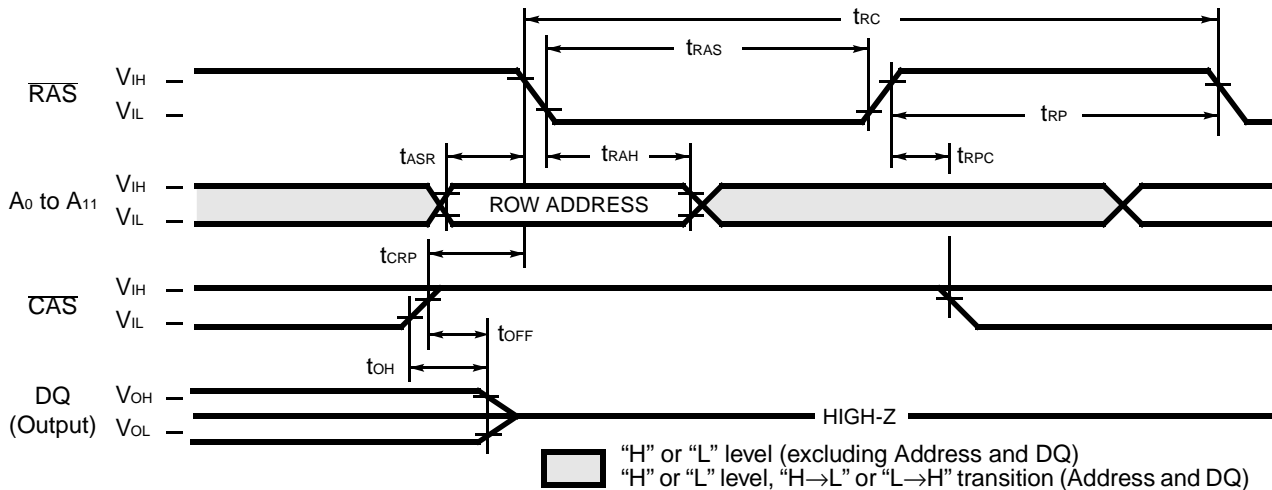 tRC
tRAS
RAS
VIH
VIL
tRP
tASR
tRAH
tRPC
A0 to A11
VIH
VIL
ROW ADDRESS
tCRP
CAS
VIH
VIL
tOFF
tOH
DQ
(Output)
VOH
VOL
HIGH-Z
“H” or “L” level (excluding Address and DQ)
“H” or “L” level, “H→L” or “L→H” transition (Address and DQ)